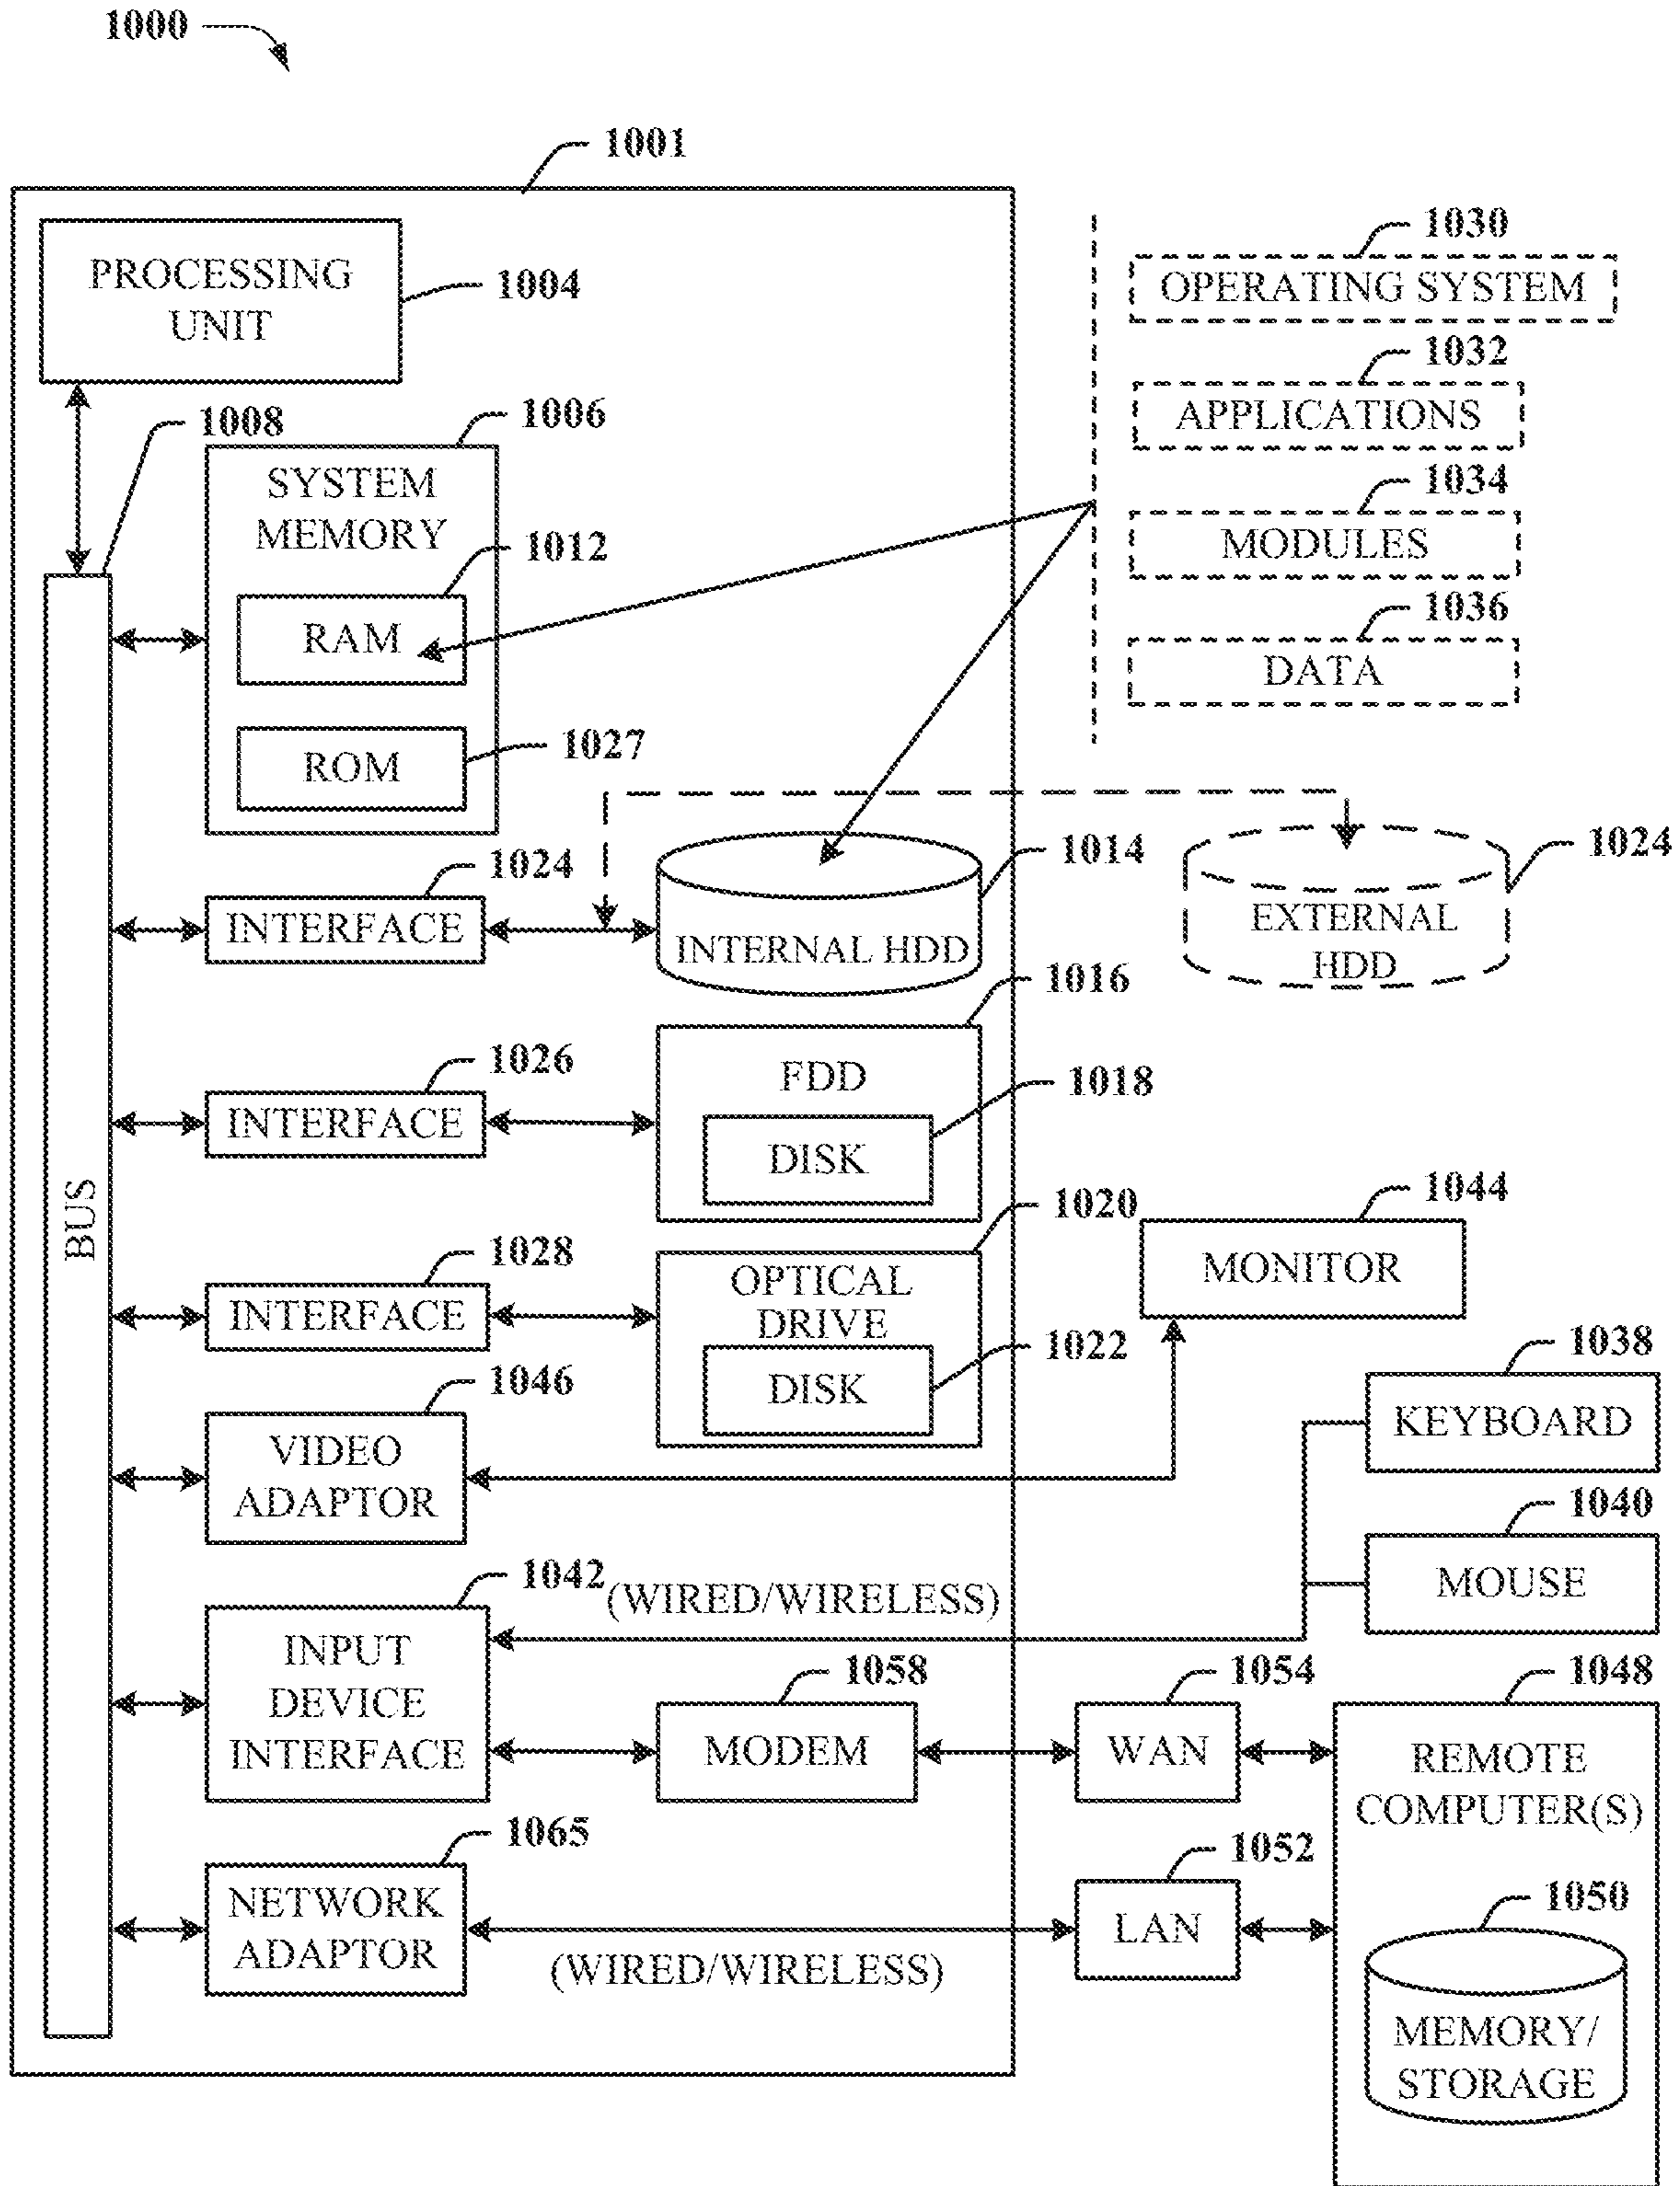 1000
1001
PROCESSING
UNIT
1004
1008
1006
SYSTEM
MEMORY
1012
RAM
ROM
1027
1030
OPERATING SYSTEM
1032
APPLICATIONS
1034
MODULES
1036
DATA
BUS
1024
INTERFACE
1014
INTERNAL HDD
1024
EXTERNAL
HDD
1026
INTERFACE
1016
FDD
1018
DISK
1028
INTERFACE
1020
OPTICAL
DRIVE
1022
DISK
1044
MONITOR
1046
VIDEO
ADAPTOR
1038
KEYBOARD
1040
MOUSE
1042
(WIRED/WIRELESS)
INPUT
DEVICE
INTERFACE
1058
MODEM
1054
WAN
1048
REMOTE
COMPUTER(S)
1065
NETWORK
ADAPTOR
(WIRED/WIRELESS)
1052
LAN
1050
MEMORY/
STORAGE